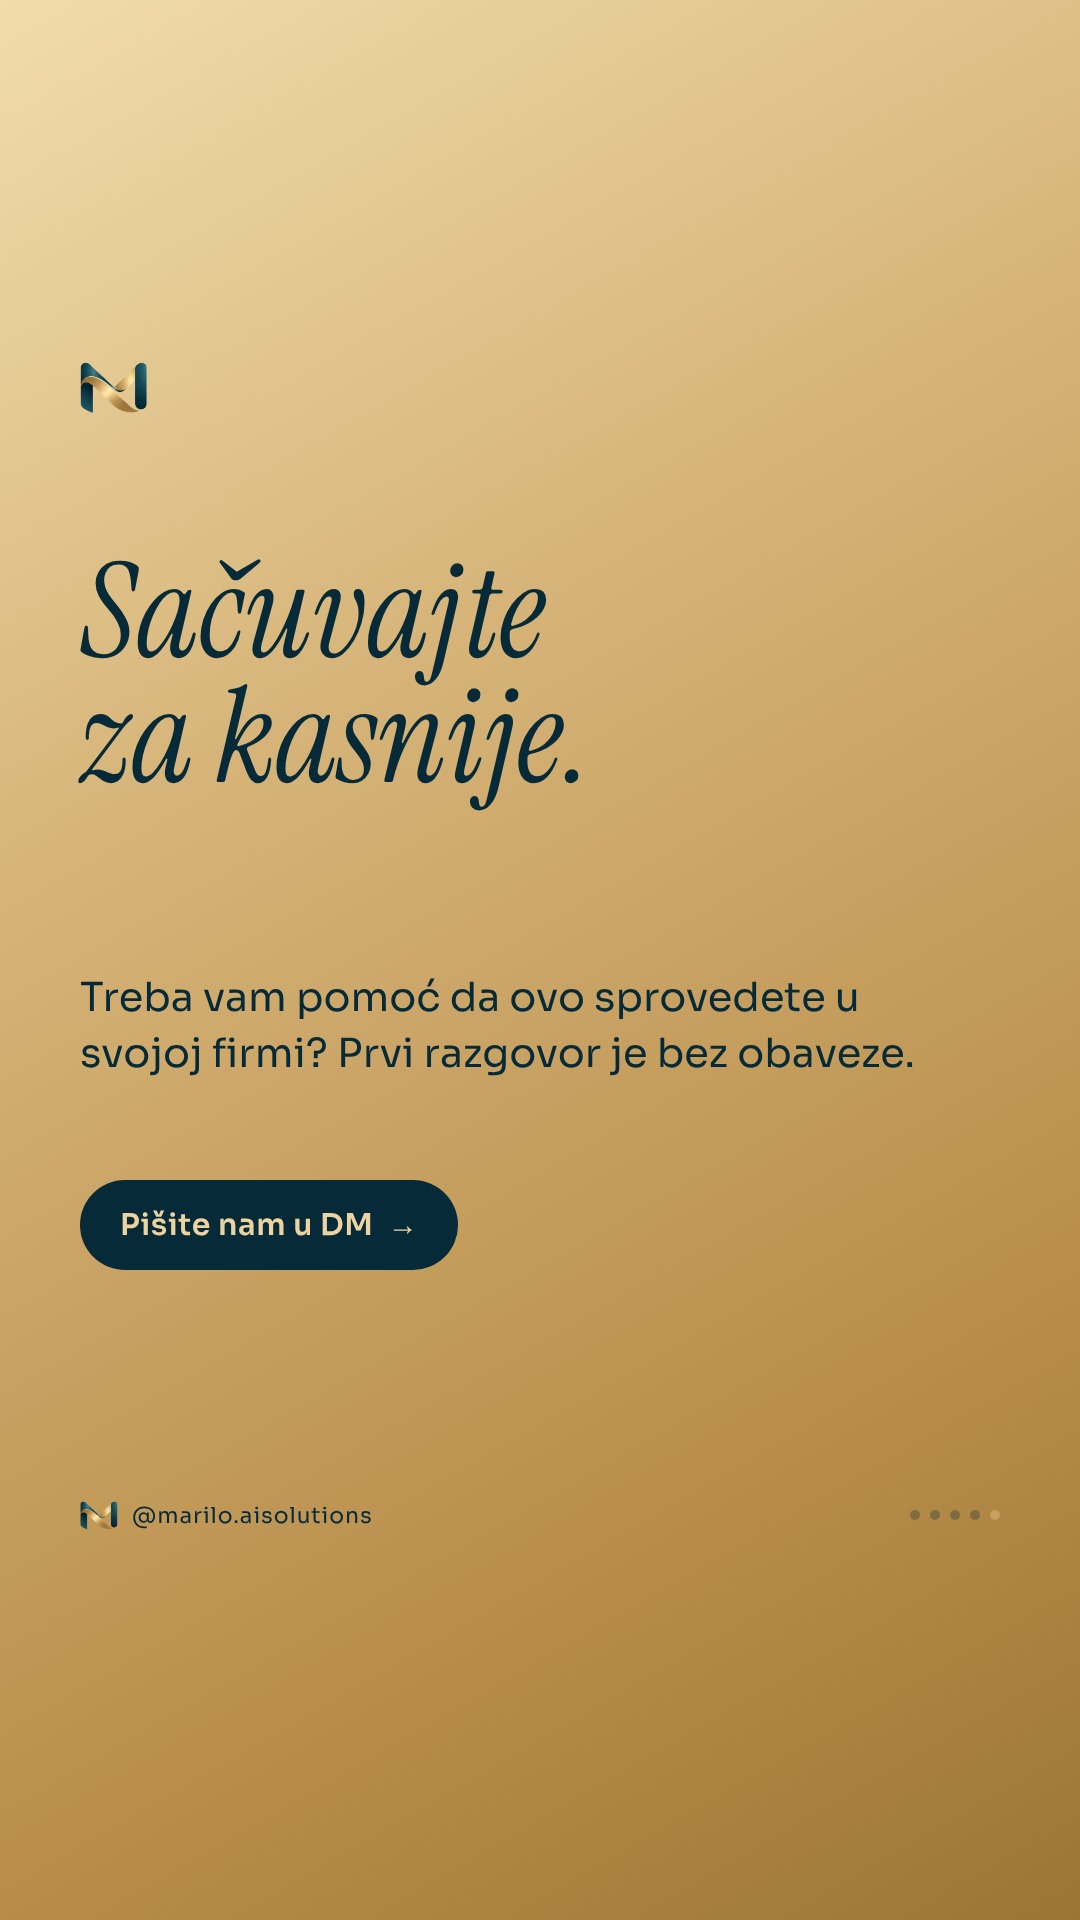 Sačuvajte
za kasnije.
Treba vam pomoć da ovo sprovedete u
svojoj firmi? Prvi razgovor je bez obaveze.
Pišite nam u DM →
@marilo.aisolutions